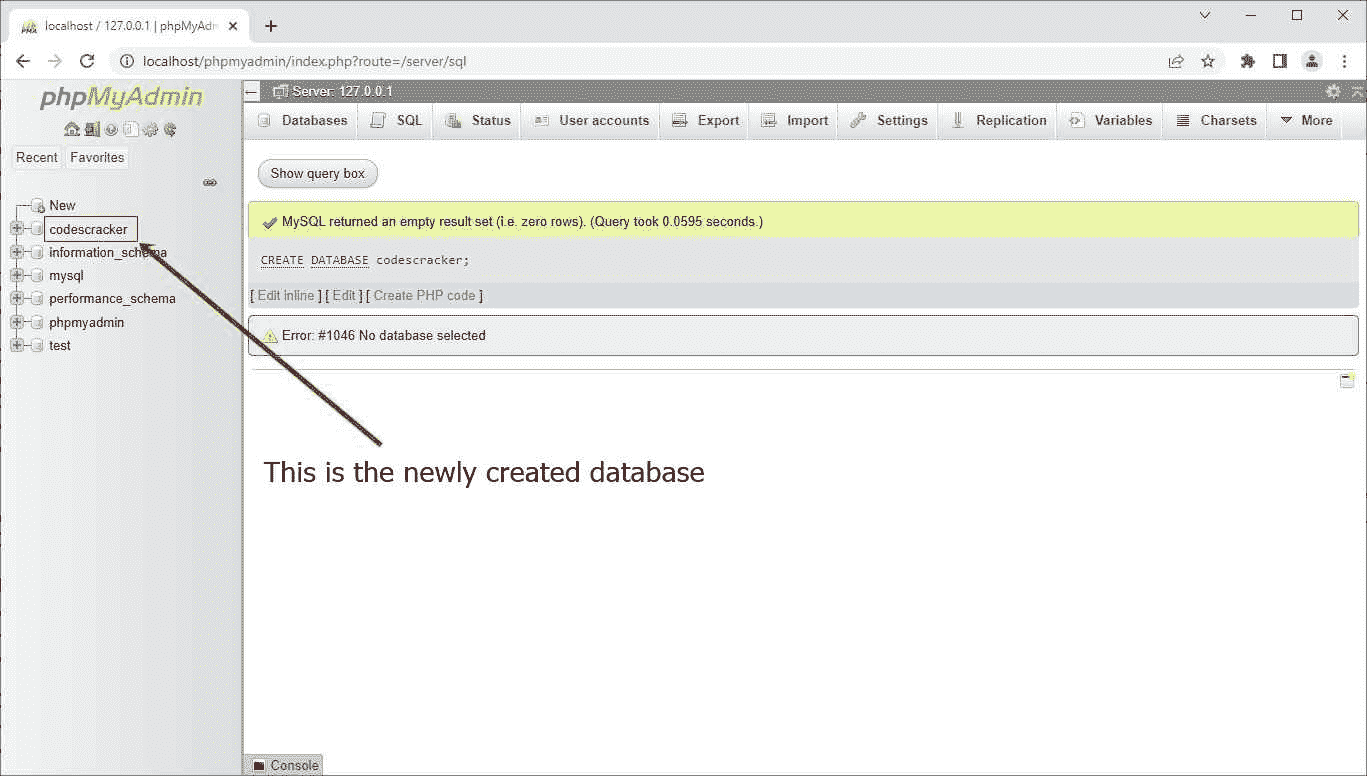 localhost / 127.0.0.1 | phpMyAdm
localhost/phpmyadmin/index.php?route=/server/sql
phpMyAdmin
Recent Favorites
New
codescracker
information_schema
mysql
performance_schema
phpmyadmin
test
Server: 127.0.0.1
Databases SQL Status User accounts Export Import Settings Replication Variables Charsets More
Show query box
MySQL returned an empty result set (i.e. zero rows). (Query took 0.0595 seconds.)
CREATE DATABASE codescracker;
[ Edit inline ] [ Edit ] [ Create PHP code ]
Error: #1046 No database selected
This is the newly created database
Console